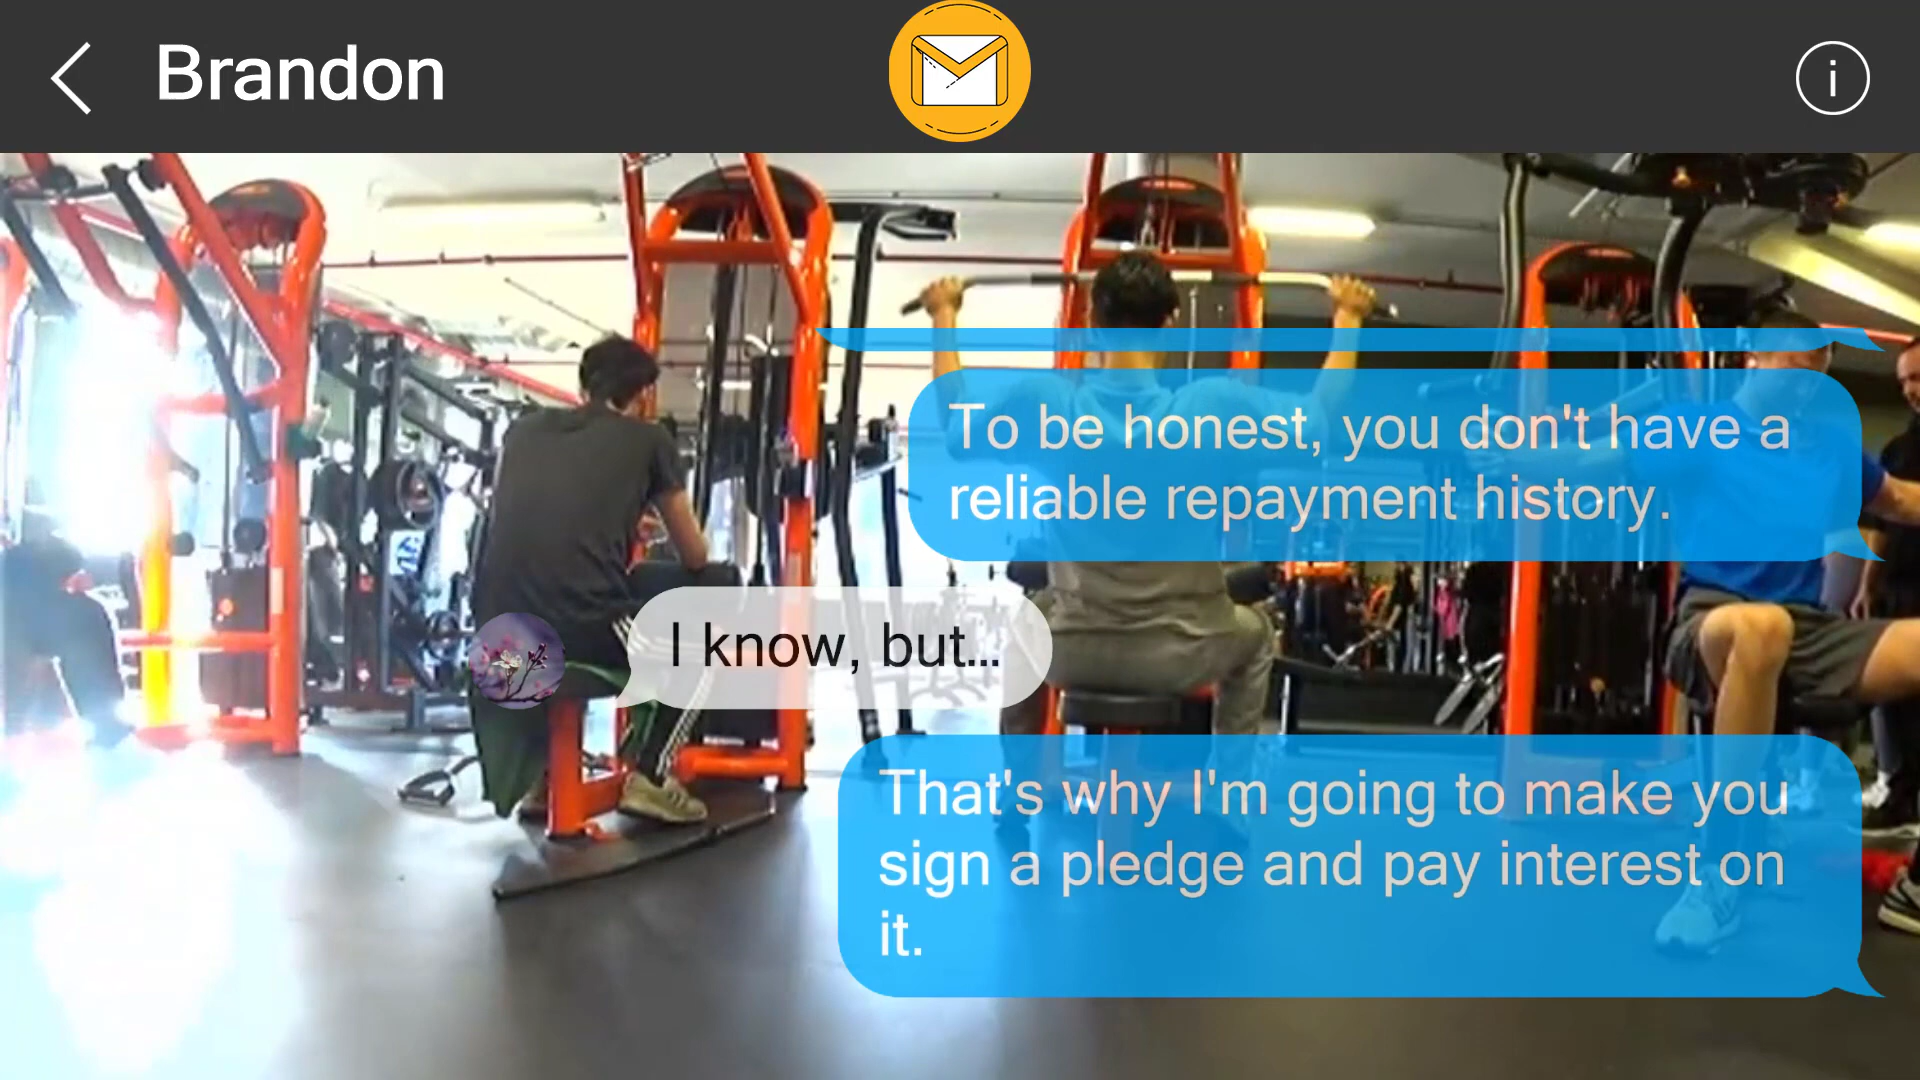 Brandon
To be honest, you don't have a
reliable repayment history.
I know, but...
That's why I'm going to make you
sign a pledge and pay interest on
it.